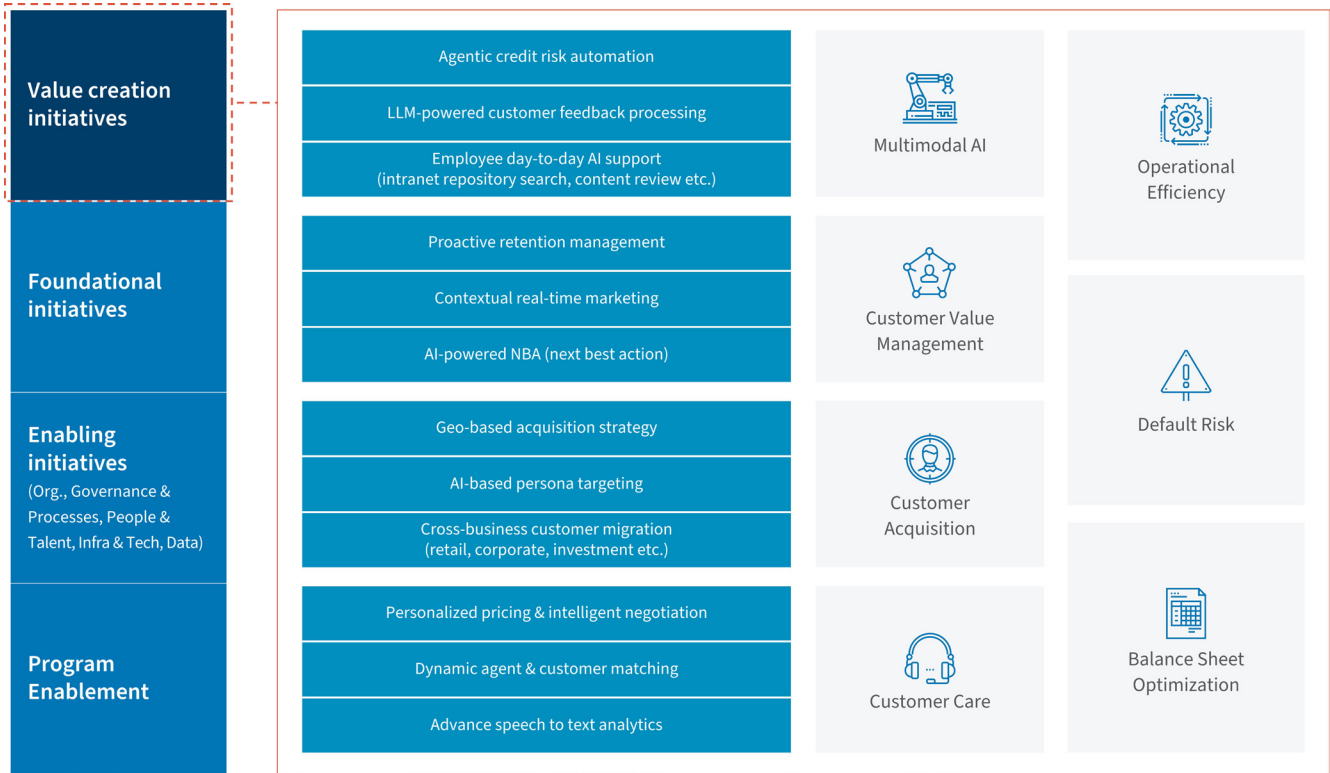 Value creation
initiatives
Foundational
initiatives
Enabling
initiatives
(Org., Governance &
Processes, People &
Talent, Infra & Tech, Data)
Program
Enablement
Agentic credit risk automation
LLM-powered customer feedback processing
Employee day-to-day AI support
(intranet repository search, content review etc.)
Multimodal AI
Proactive retention management
Contextual real-time marketing
AI-powered NBA (next best action)
Customer Value
Management
Geo-based acquisition strategy
AI-based persona targeting
Cross-business customer migration
(retail, corporate, investment etc.)
Customer
Acquisition
Personalized pricing & intelligent negotiation
Dynamic agent & customer matching
Advance speech to text analytics
Customer Care
Operational
Efficiency
Default Risk
Balance Sheet
Optimization